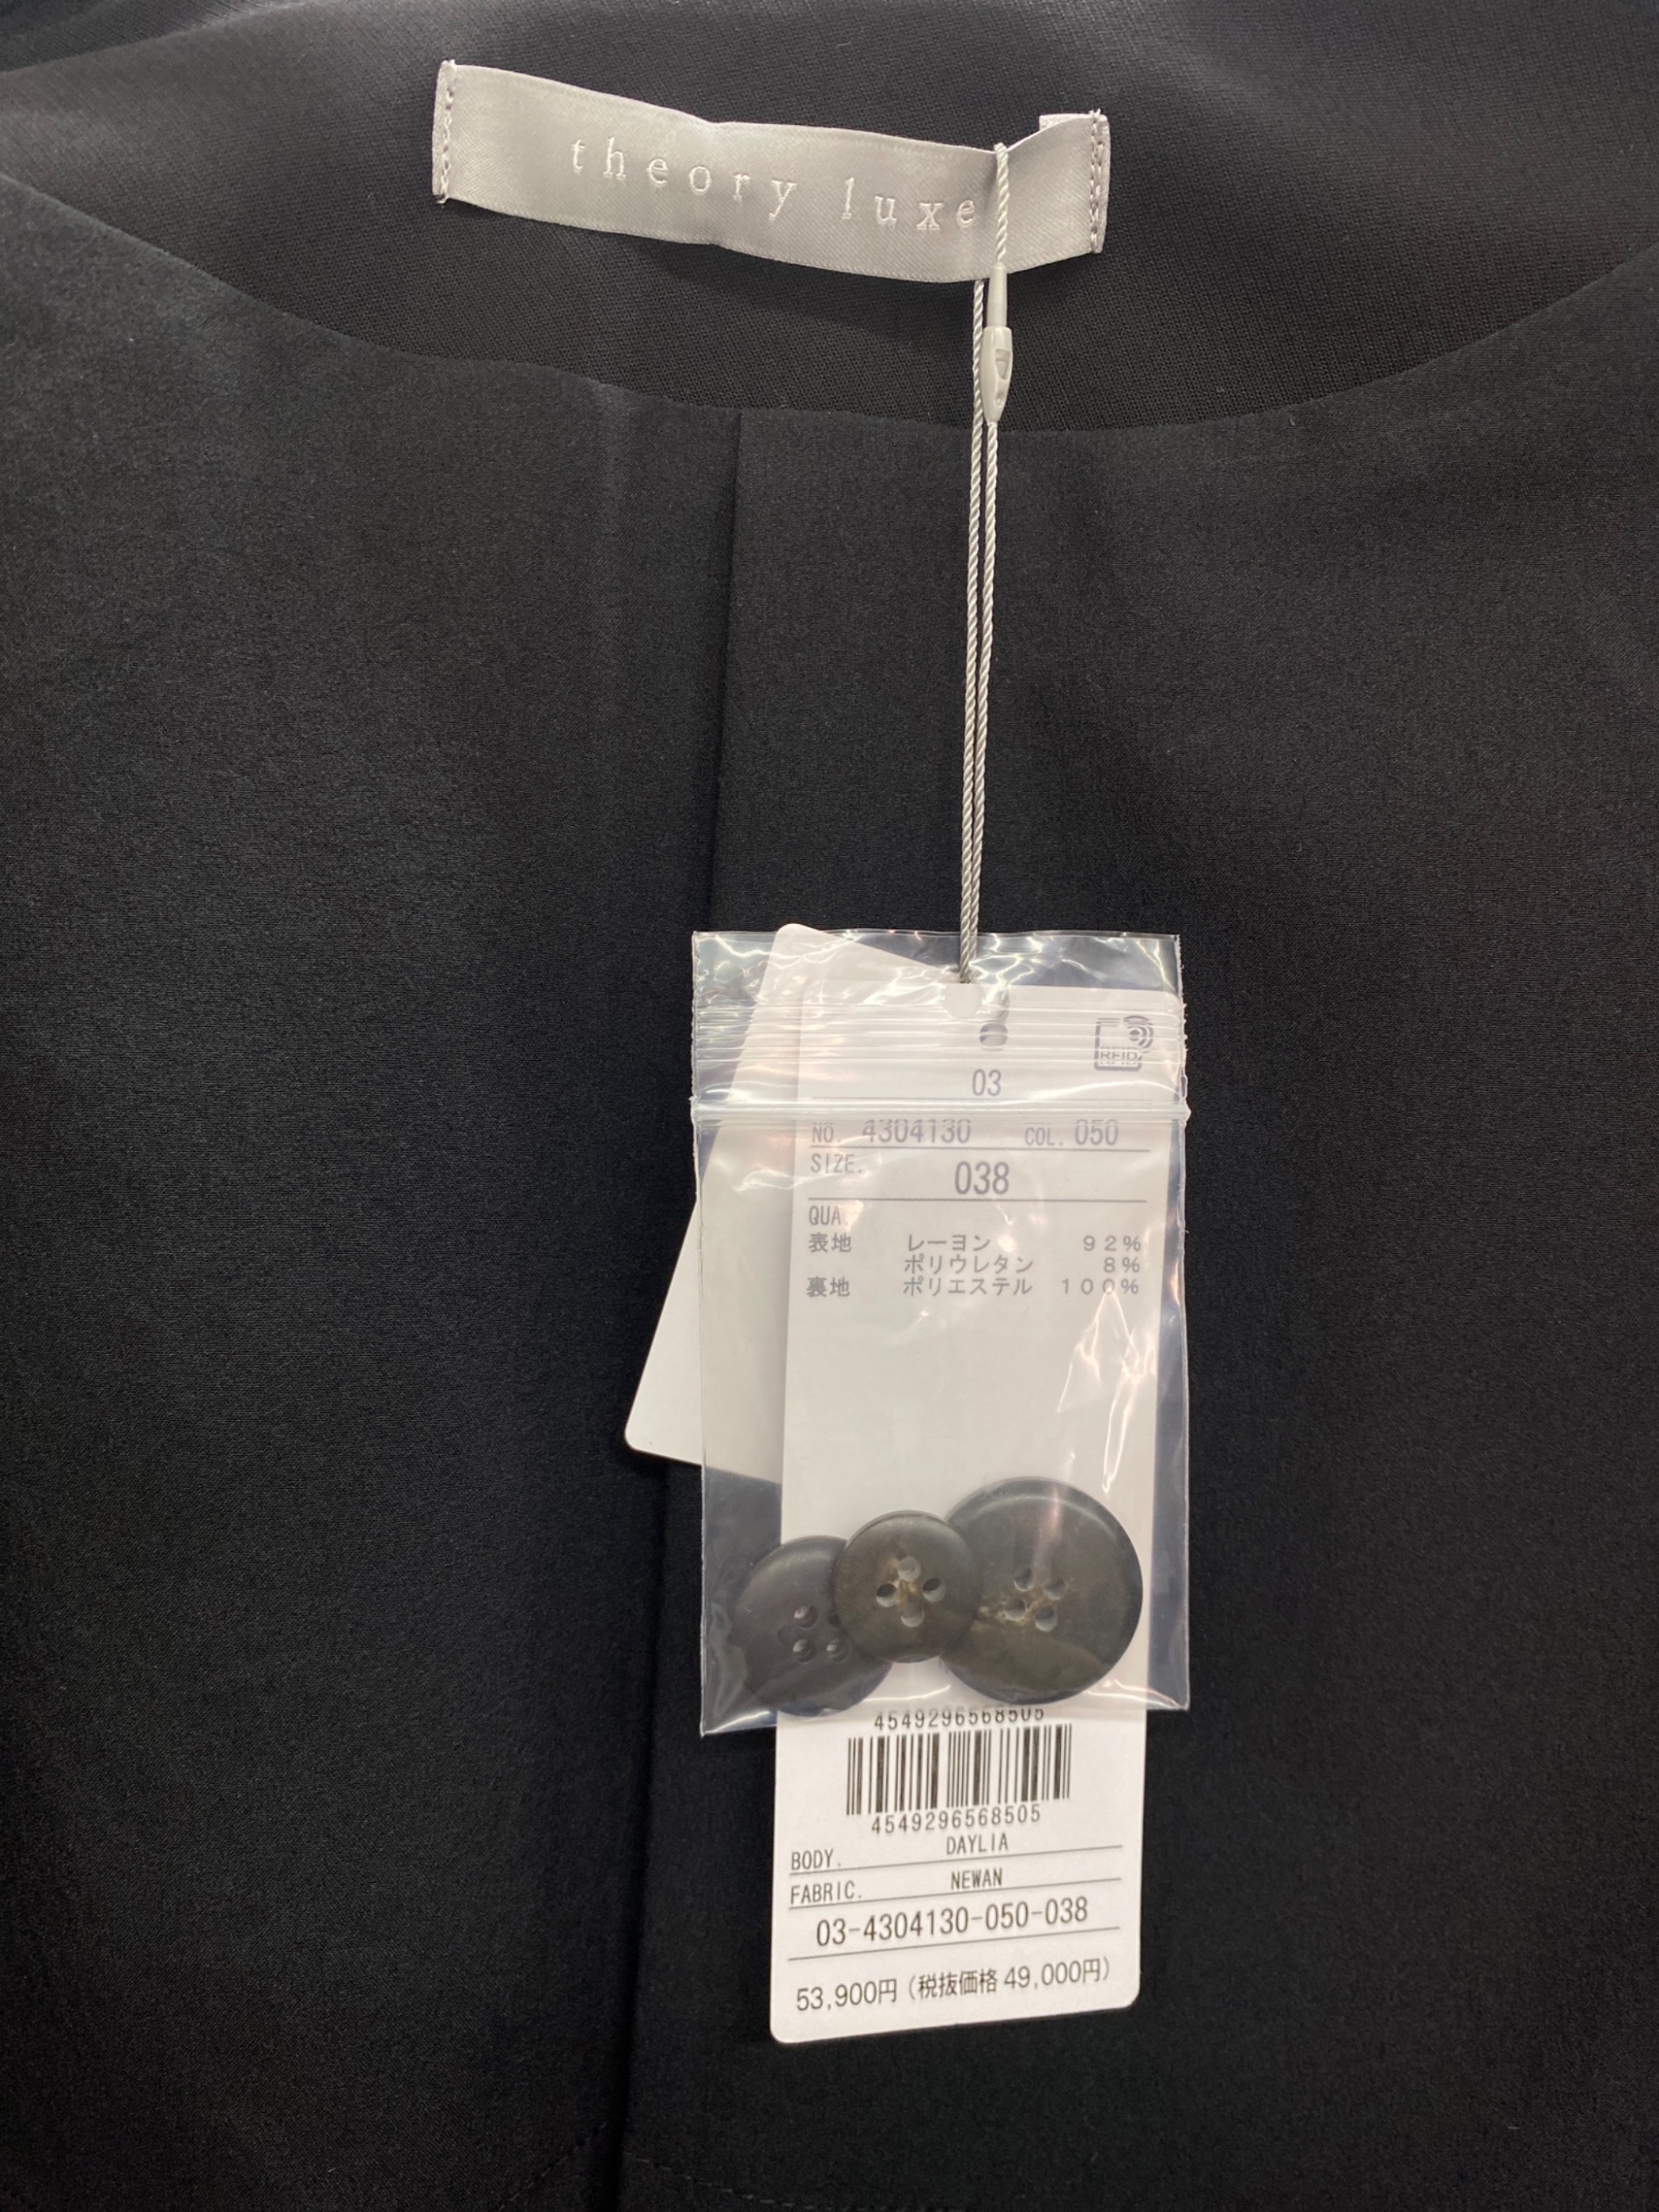 theory luxe
RFID
03
NO. 4304130 COL. 050
SIZE. 038
QUA.
表地 レーヨン 92%
ポリウレタン 8%
裏地 ポリエステル 100%
4549296568505
4549296568505
BODY. DAYLIA
FABRIC. NEWAN
03-4304130-050-038
53,900円(税抜価格 49,000円)